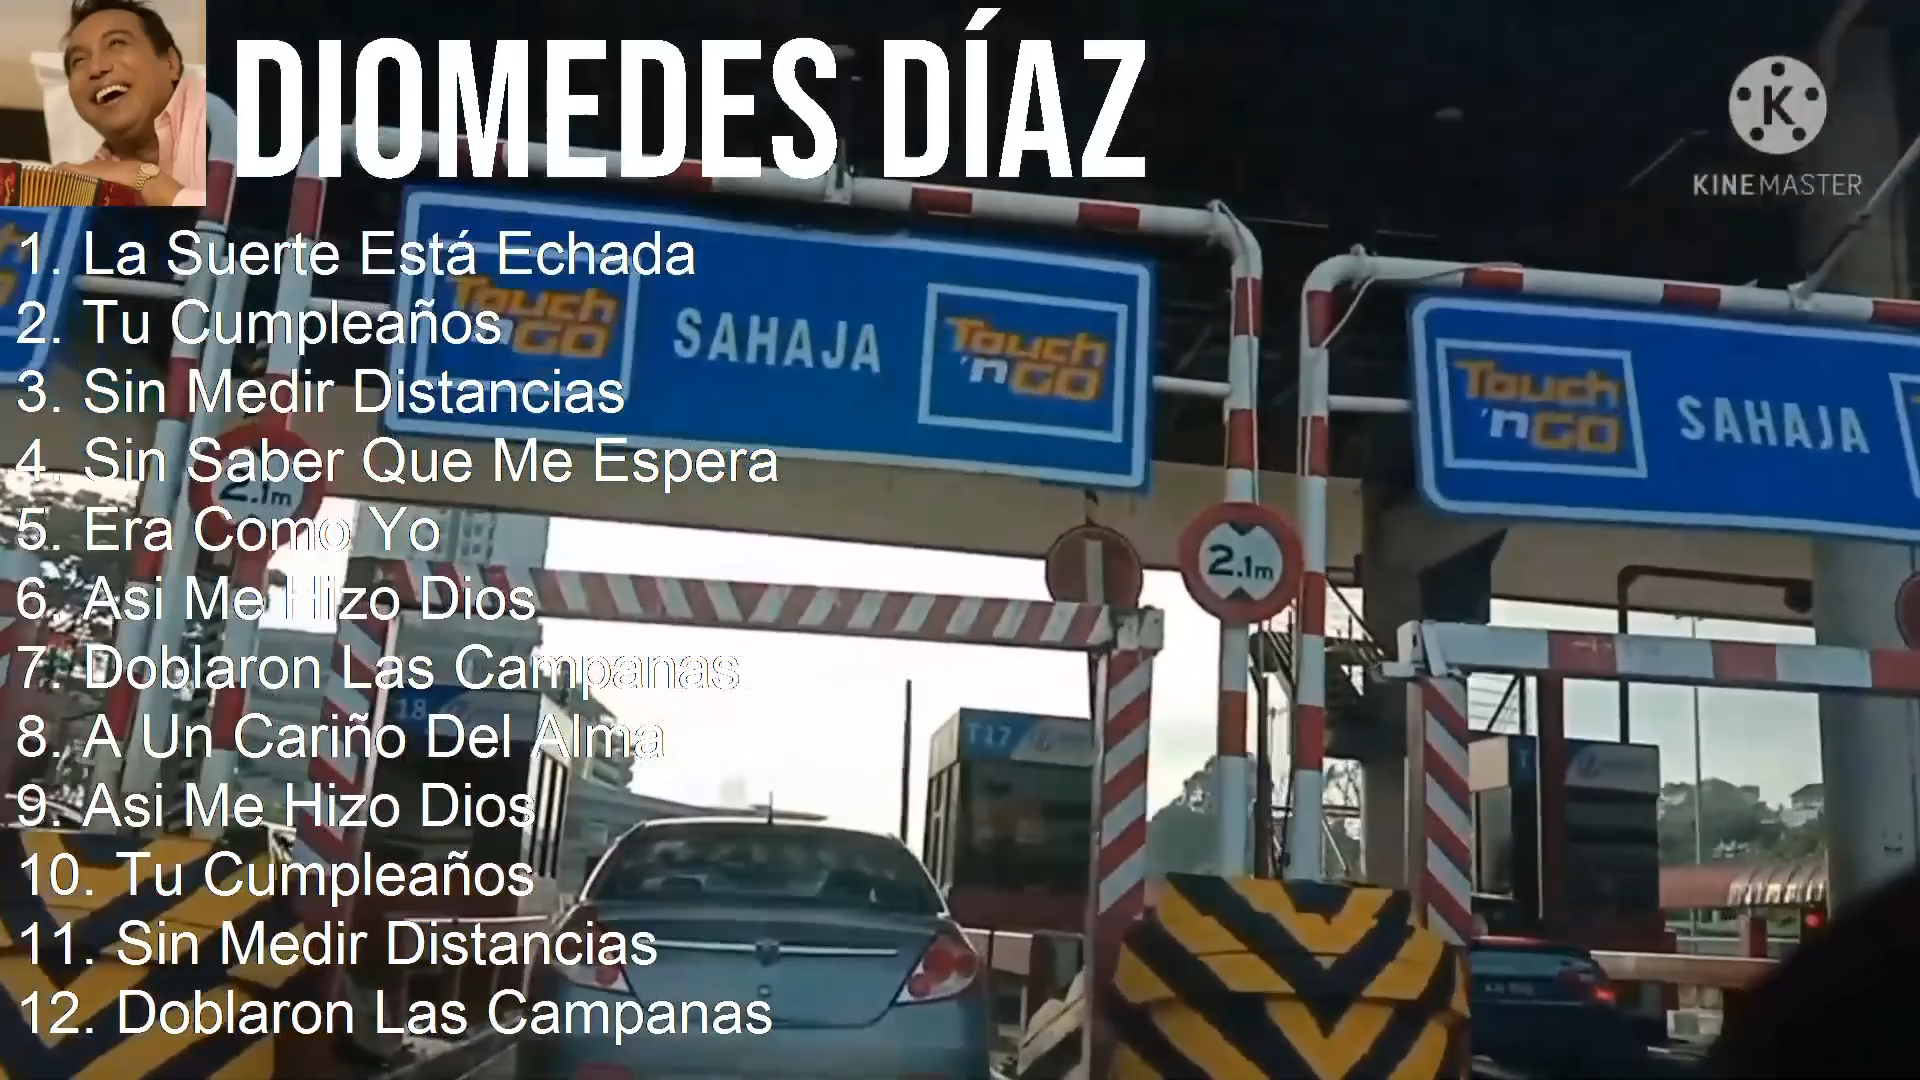 DIOMEDES DÍAZ
K
KINEMASTER
1. La Suerte Está Echada
2. Tu Cumpleaños
3. Sin Medir Distancias
4. Sin Saber Que Me Espera
5. Era Como Yo
6. Asi Me Hizo Dios
7. Doblaron Las Campanas
8. A Un Cariño Del Alma
9. Asi Me Hizo Dios
10. Tu Cumpleaños
11. Sin Medir Distancias
12. Doblaron Las Campanas
Touch 'n GO
SAHAJA
Touch 'n GO
Touch 'n GO
SAHAJA
2.1m
2.1m
18
T17